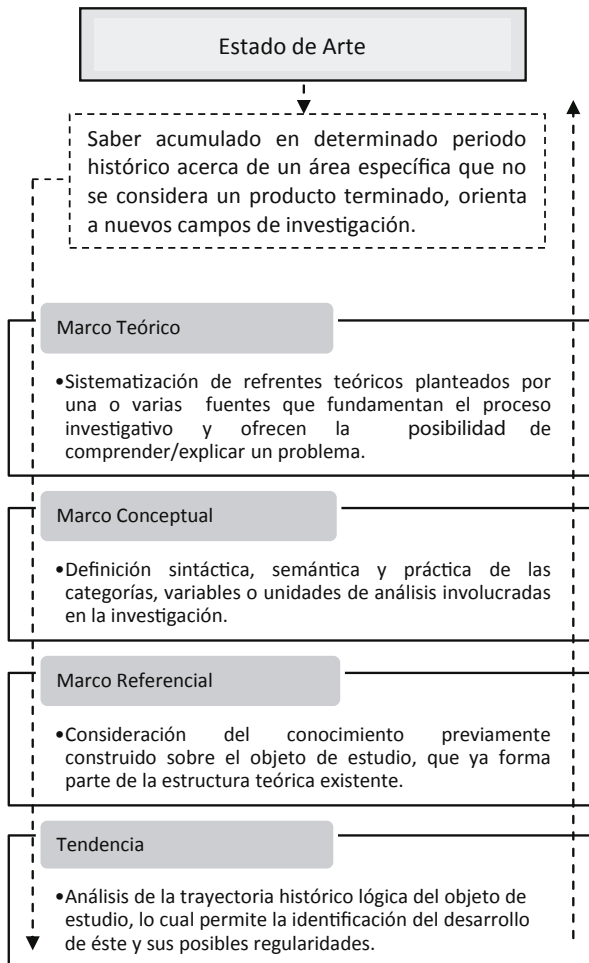 Estado de Arte
Saber acumulado en determinado periodo
histórico acerca de un área específica que no
se considera un producto terminado, orienta
a nuevos campos de investigación.
Marco Teórico
•Sistematización de refrentes teóricos planteados por
una o varias fuentes que fundamentan el proceso
investigativo y ofrecen la posibilidad de
comprender/explicar un problema.
Marco Conceptual
•Definición sintáctica, semántica y práctica de las
categorías, variables o unidades de análisis involucradas
en la investigación.
Marco Referencial
•Consideración del conocimiento previamente
construido sobre el objeto de estudio, que ya forma
parte de la estructura teórica existente.
Tendencia
•Análisis de la trayectoria histórico lógica del objeto de
estudio, lo cual permite la identificación del desarrollo
de éste y sus posibles regularidades.